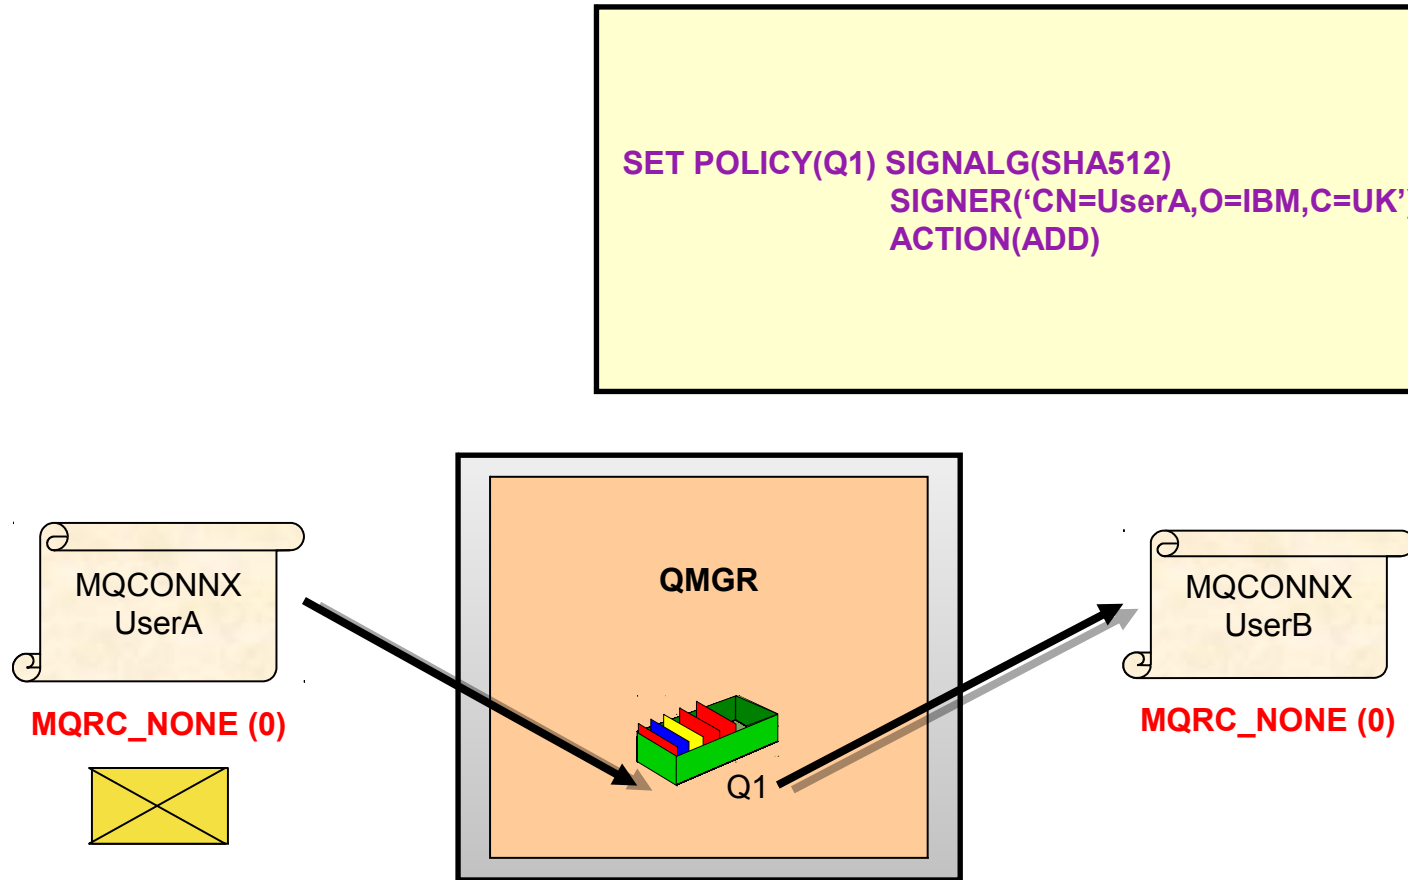 SET POLICY(Q1) SIGNALG(SHA512)
SIGNER(‘CN=UserA,O=IBM,C=UK’)
ACTION(ADD)
MQCONNX
UserA
MQRC_NONE (0)
QMGR
Q1
MQCONNX
UserB
MQRC_NONE (0)